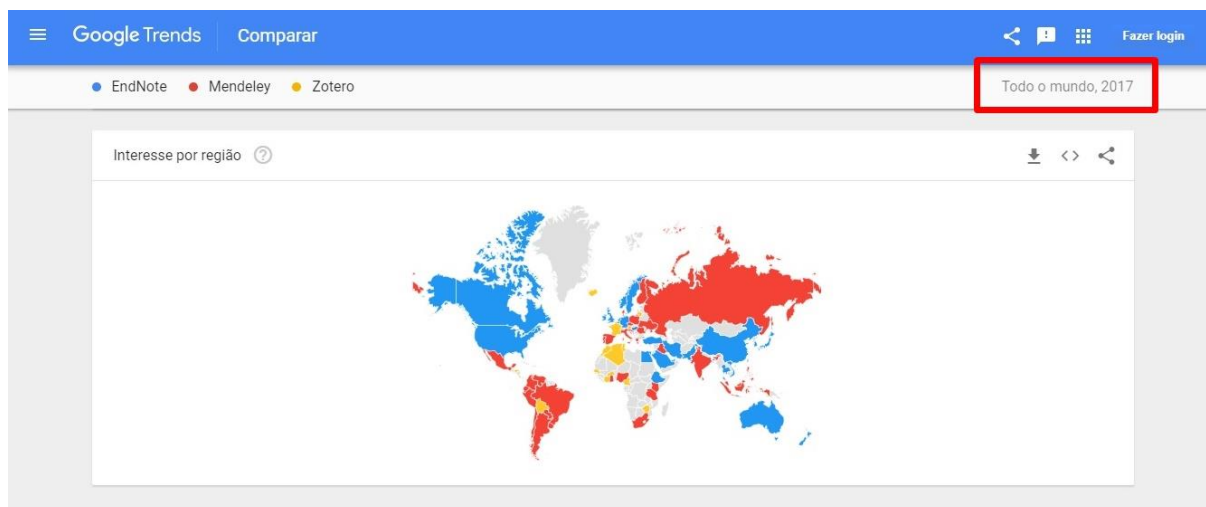 Google Trends Comparar Fazer login
EndNote Mendeley Zotero Todo o mundo, 2017
Interesse por região